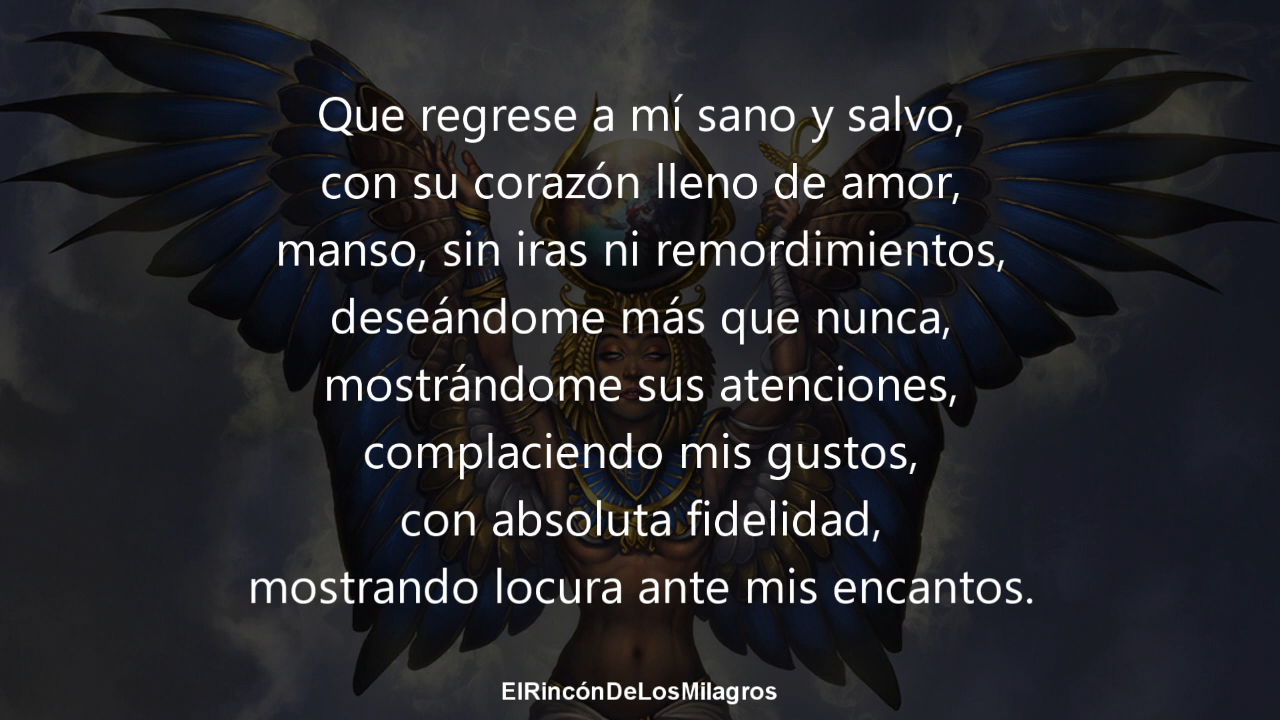 Que regrese a mí sano y salvo,
con su corazón lleno de amor,
manso, sin iras ni remordimientos,
deseándome más que nunca,
mostrándome sus atenciones,
complaciendo mis gustos,
con absoluta fidelidad,
mostrando locura ante mis encantos.
ElRincónDeLosMilagros